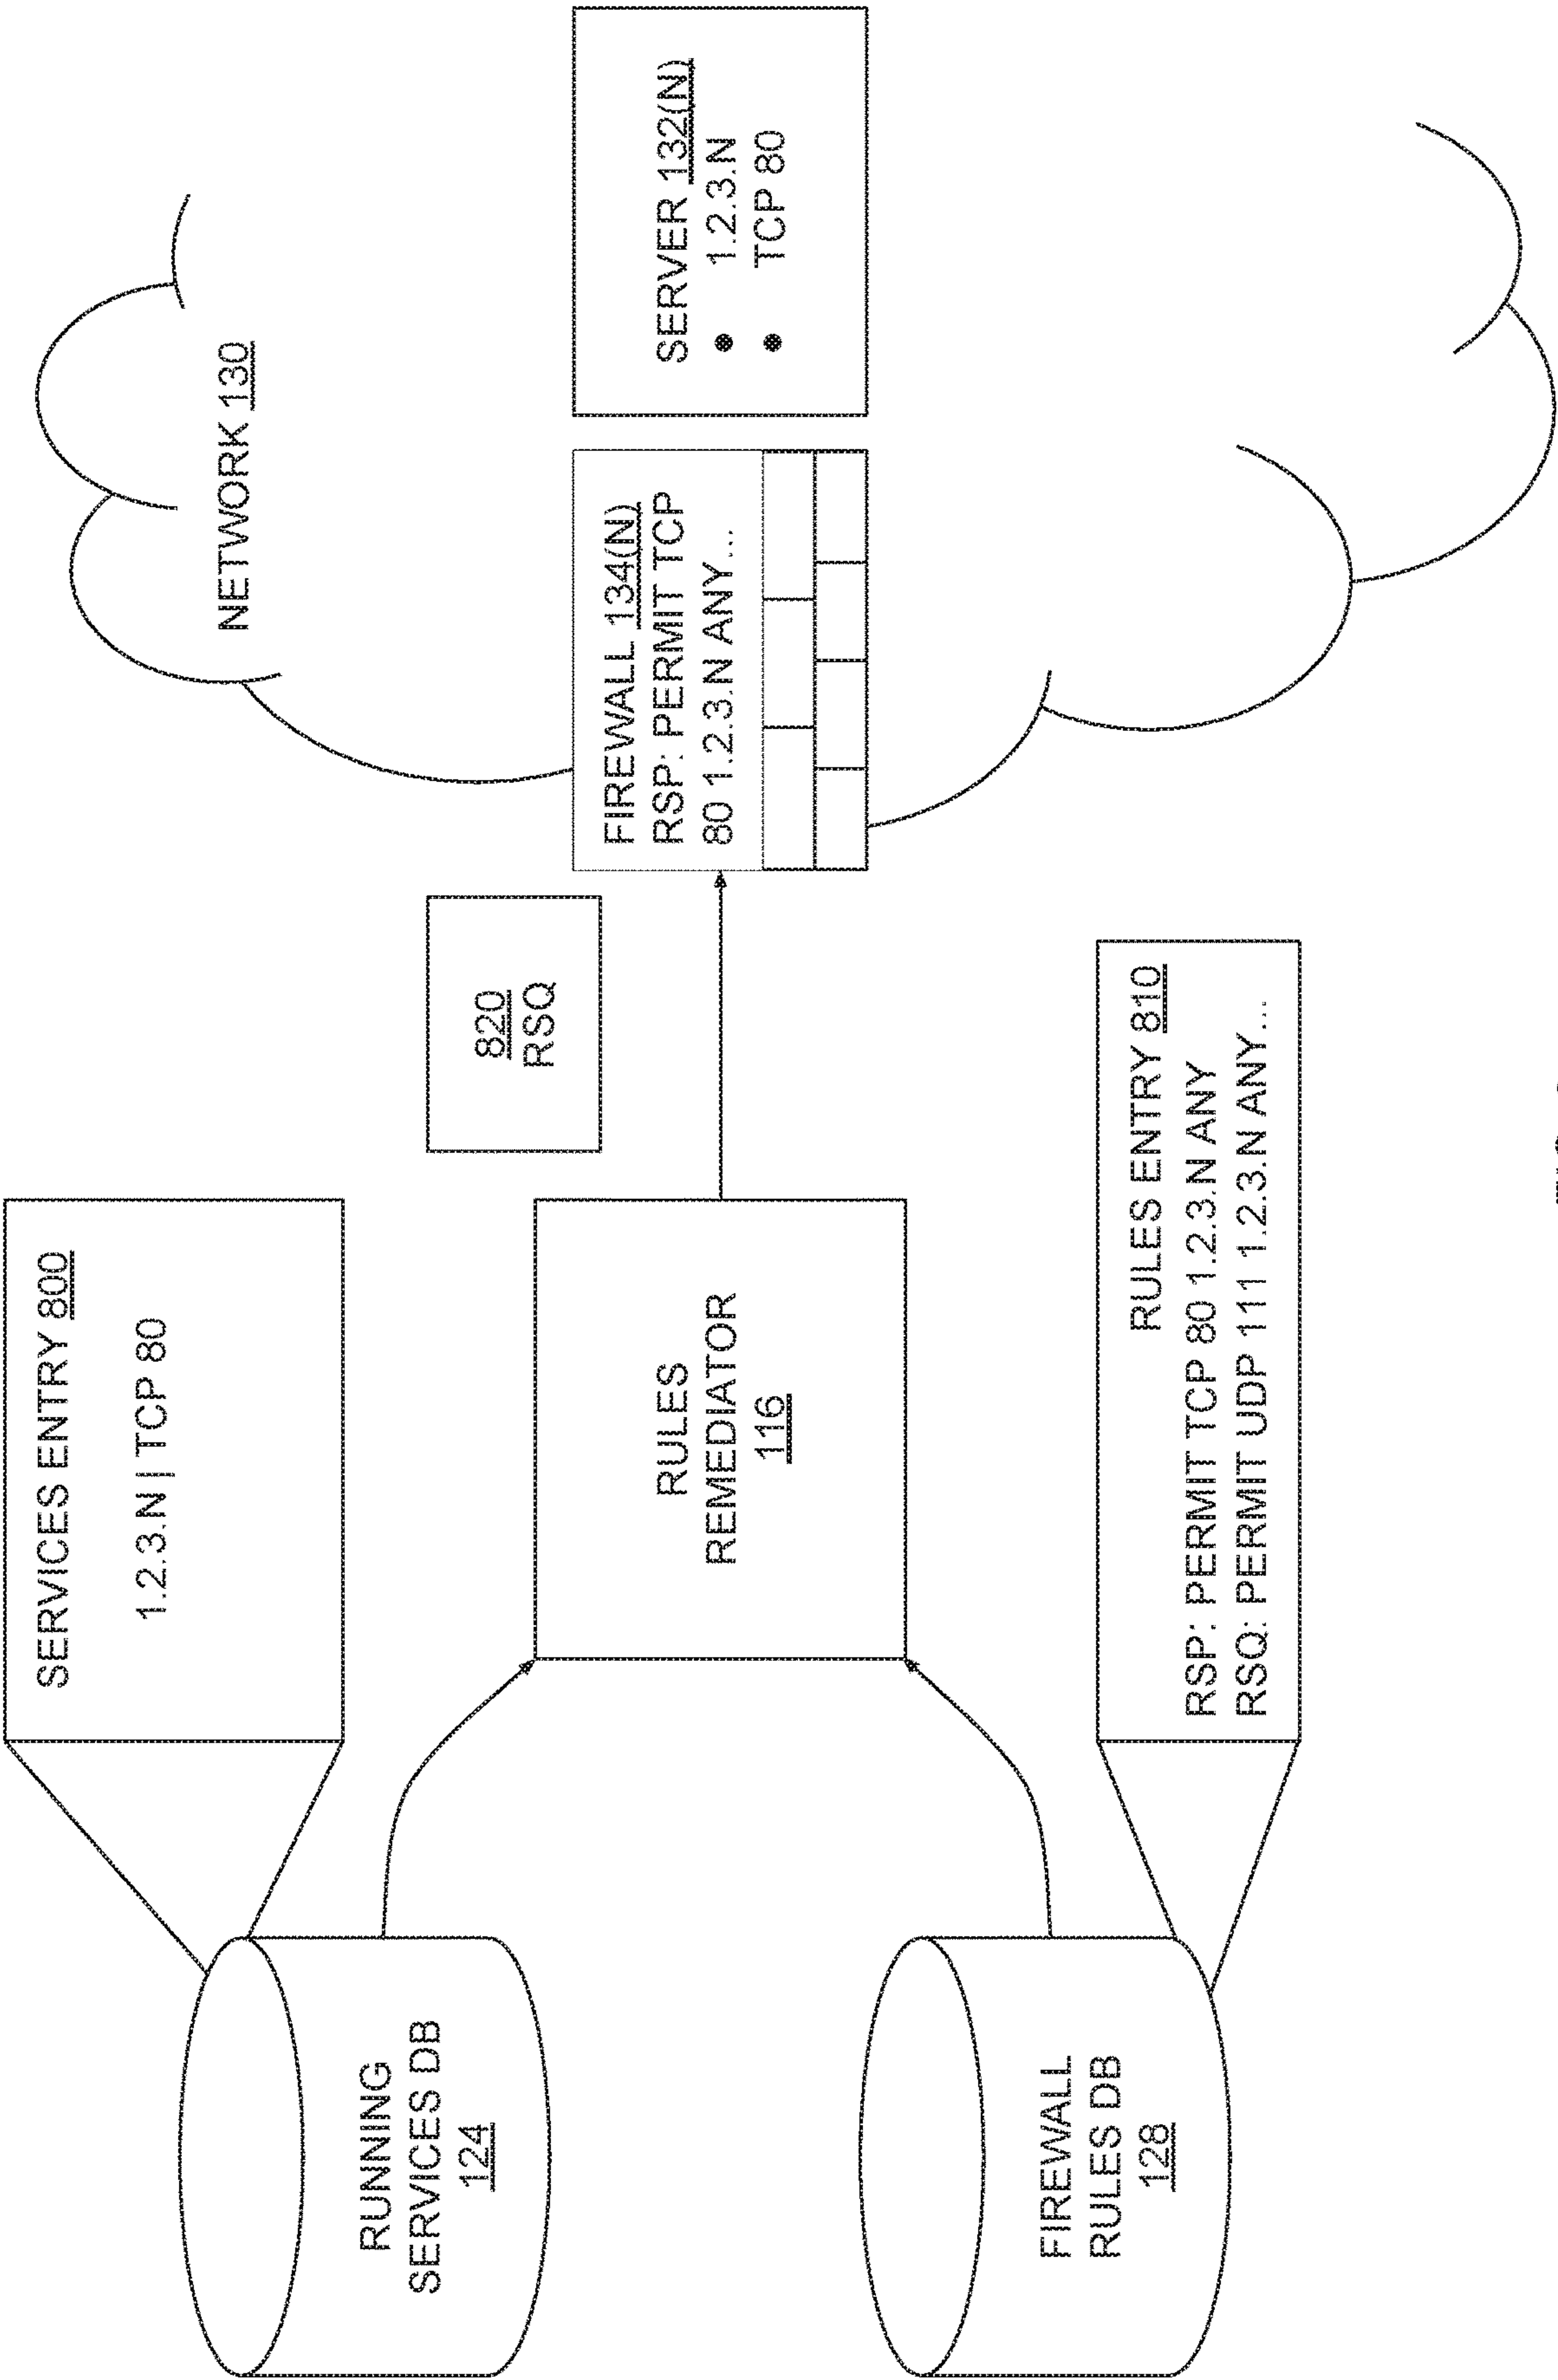 SERVICES ENTRY 800
1.2.3.N | TCP 80
RUNNING
SERVICES DB
124
RULES
REMEDIATOR
116
820
RSQ
NETWORK 130
FIREWALL 134(N)
RSP: PERMIT TCP
80 1.2.3.N ANY...
SERVER 132(N)
• 1.2.3.N
• TCP 80
FIREWALL
RULES DB
128
RULES ENTRY 810
RSP: PERMIT TCP 80 1.2.3.N ANY
RSQ: PERMIT UDP 111 1.2.3.N ANY...